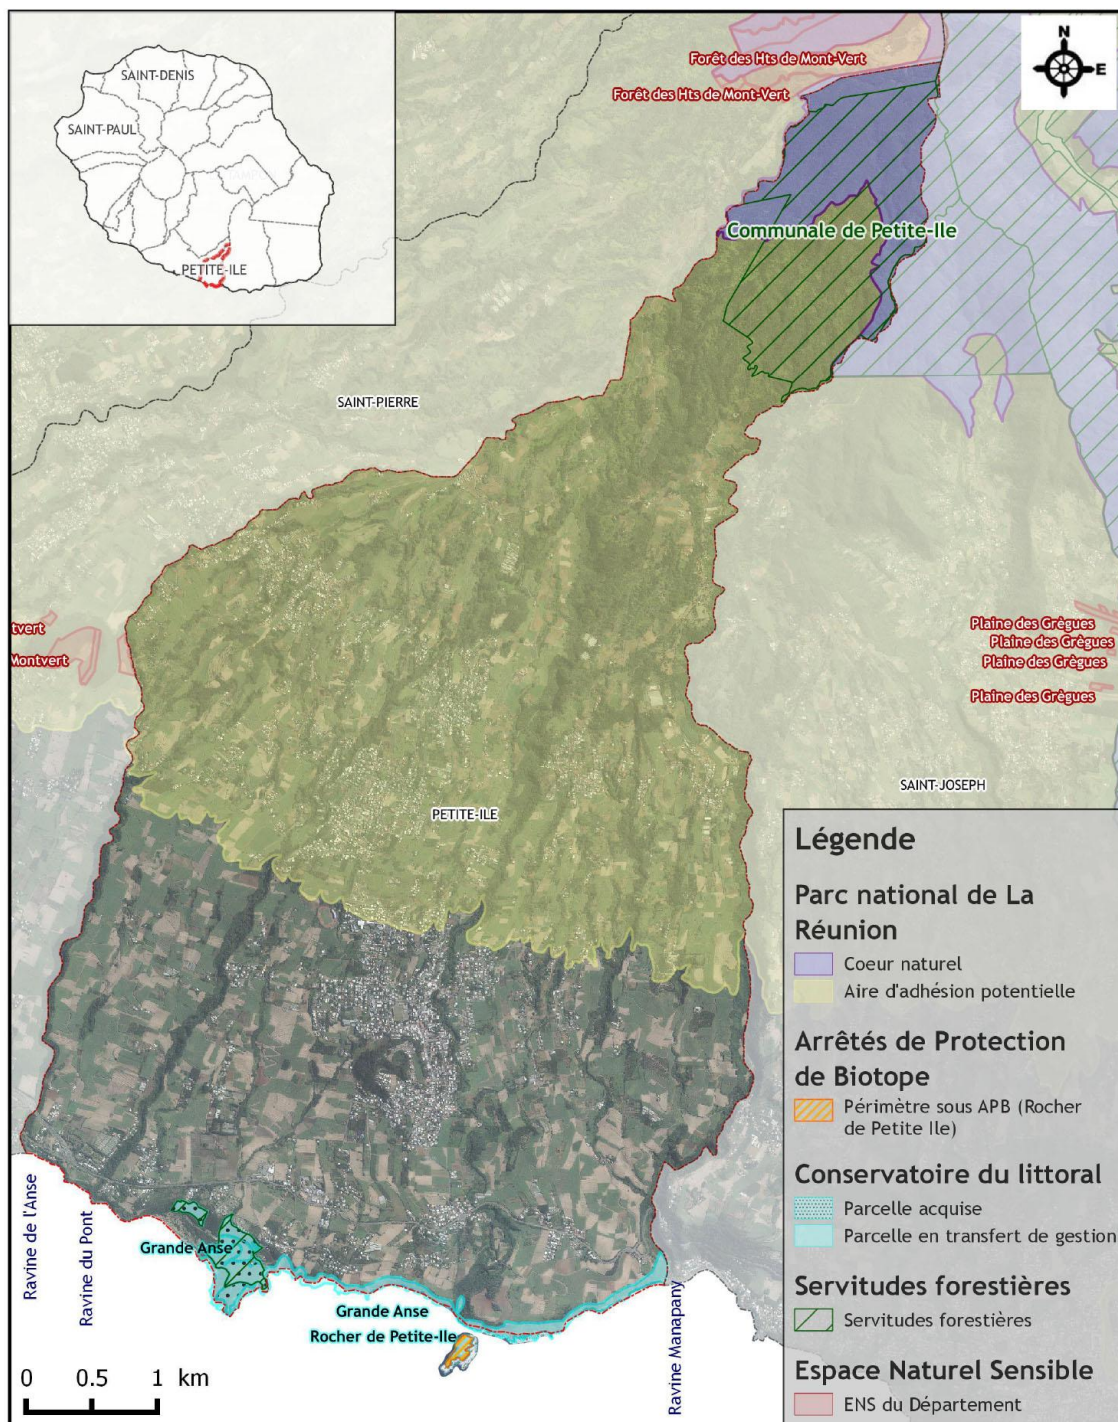 N
E
SAINT-DENIS
SAINT-PAUL
PETITE-ILE
Forêt des Hts de Mont-Vert
Forêt des Hts de Mont-Vert
Communale de Petite-Ile
SAINT-PIERRE
tvert
Montvert
Plaine des Grègues
Plaine des Grègues
Plaine des Grègues
Plaine des Grègues
SAINT-JOSEPH
PETITE-ILE
Ravine de l'Anse
Ravine du Pont
Grande Anse
Grande Anse
Rocher de Petite-Ile
Ravine Manapany
0 0.5 1 km
Légende
Parc national de La
Réunion
Coeur naturel
Aire d'adhésion potentielle
Arrêtés de Protection
de Biotope
Périmètre sous APB (Rocher
de Petite Ile)
Conservatoire du littoral
Parcelle acquise
Parcelle en transfert de gestion
Servitudes forestières
Servitudes forestières
Espace Naturel Sensible
ENS du Département